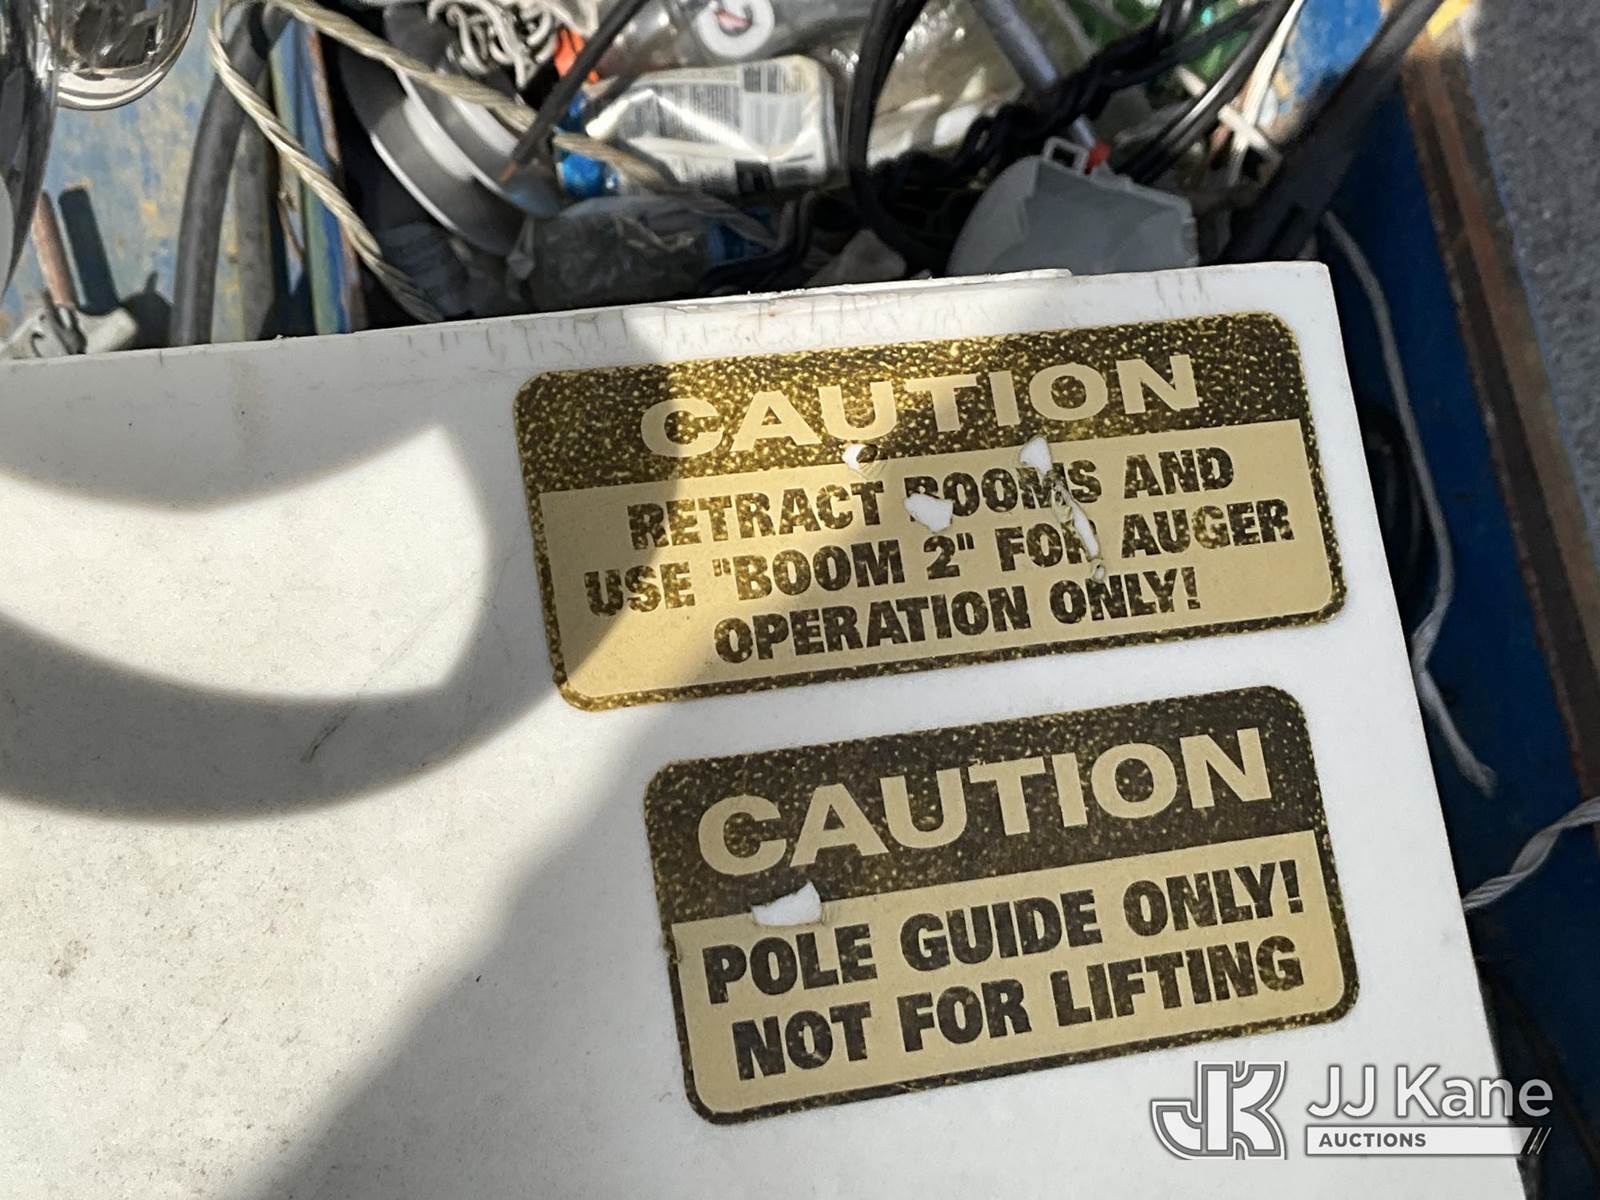 CAUTION
RETRACT BOOMS AND
USE "BOOM 2" FOR AUGER
OPERATION ONLY!
CAUTION
POLE GUIDE ONLY!
NOT FOR LIFTING
JJ Kane
AUCTIONS